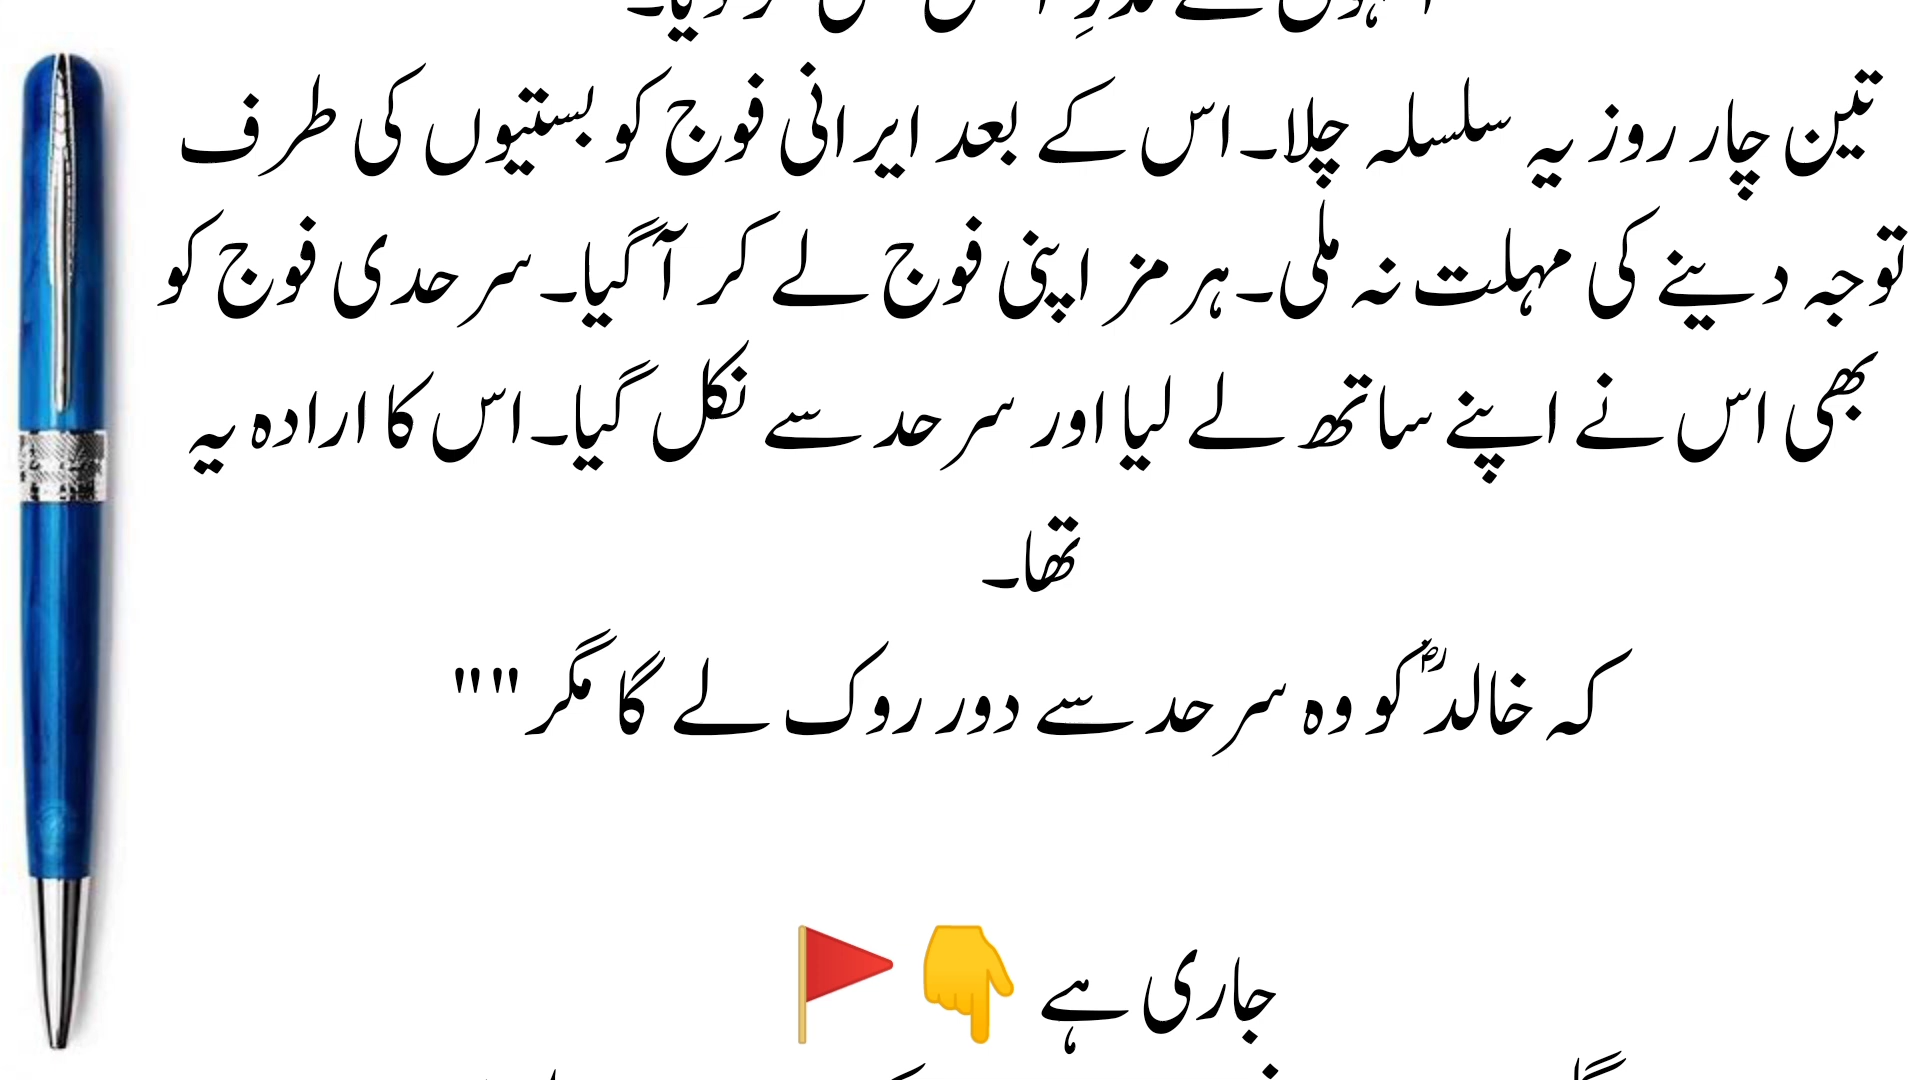 تین چار روز یہ سلسلہ چلا۔اس کے بعد ایرانی فوج کو بستیوں کی طرف
توجہ دینے کی مہلت نہ ملی۔ہرمز اپنی فوج لے کر آگیا۔سرحدی فوج کو
بھی اس نے اپنے ساتھ لے لیا اور سرحد سے نکل گیا۔اس کا ارادہ یہ
تھا۔
کہ خالدؓ کو وہ سرحد سے دور روک لے گا مگر ""
جاری ہے 👇🚩